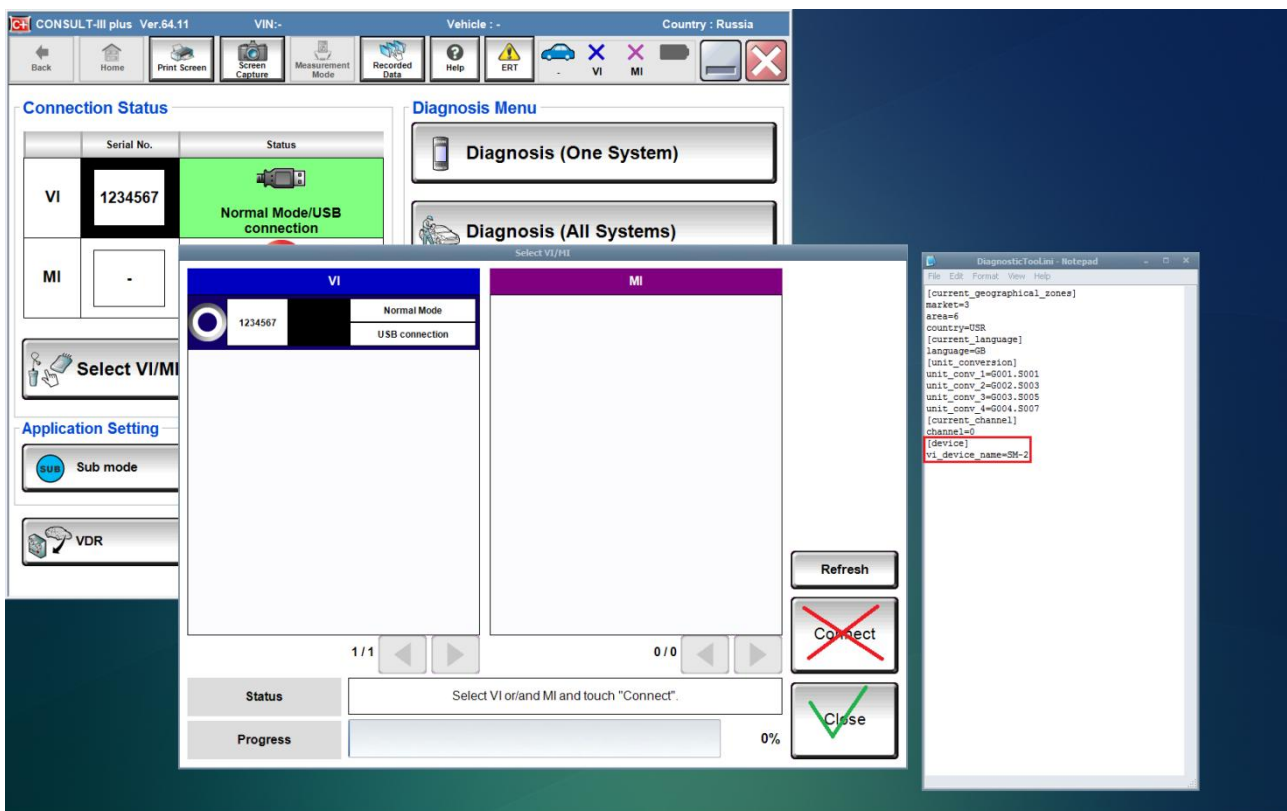 CONSULT-III plus Ver.64.11 VIN:- Vehicle : - Country : Russia
Back Home Print Screen Screen Capture Measurement Mode Recorded Data Help ERT - VI MI
Connection Status
Serial No. Status
VI 1234567 Normal Mode/USB connection
MI -
Select VI/MI
Application Setting
SUB Sub mode
VDR
Diagnosis Menu
Diagnosis (One System)
Diagnosis (All Systems)
Select VI/MI
VI MI
1234567 Normal Mode
USB connection
1/1 0/0
Refresh
Connect
Close
Status Select VI or/and MI and touch "Connect".
Progress 0%
DiagnosticTool.ini - Notepad
File Edit Format View Help
[current_geographical_zones]
market=3
area=6
country=USR
[current_language]
language=GB
[unit_conversion]
unit_conv_1=G001.S001
unit_conv_2=G002.S003
unit_conv_3=G003.S005
unit_conv_4=G004.S007
[current_channel]
channel=0
[device]
vi_device_name=SM-2